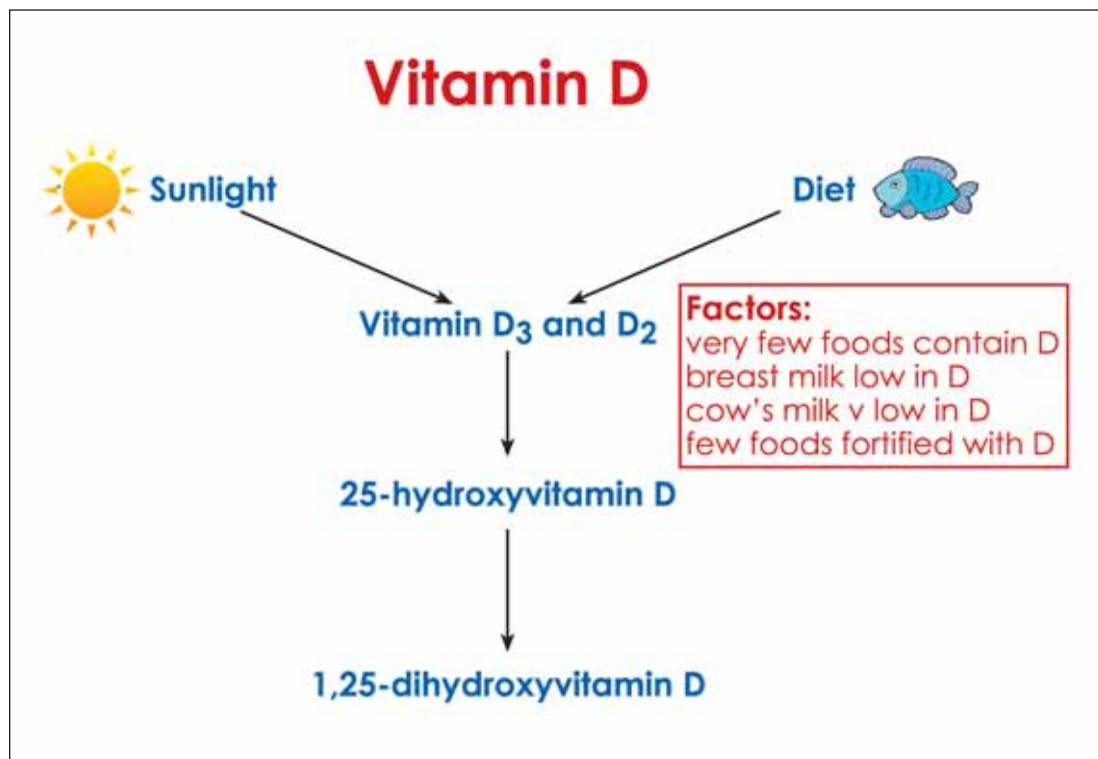 Vitamin D
Sunlight
Diet
Vitamin D₃ and D₂
Factors:
very few foods contain D
breast milk low in D
cow's milk v low in D
few foods fortified with D
25-hydroxyvitamin D
1,25-dihydroxyvitamin D